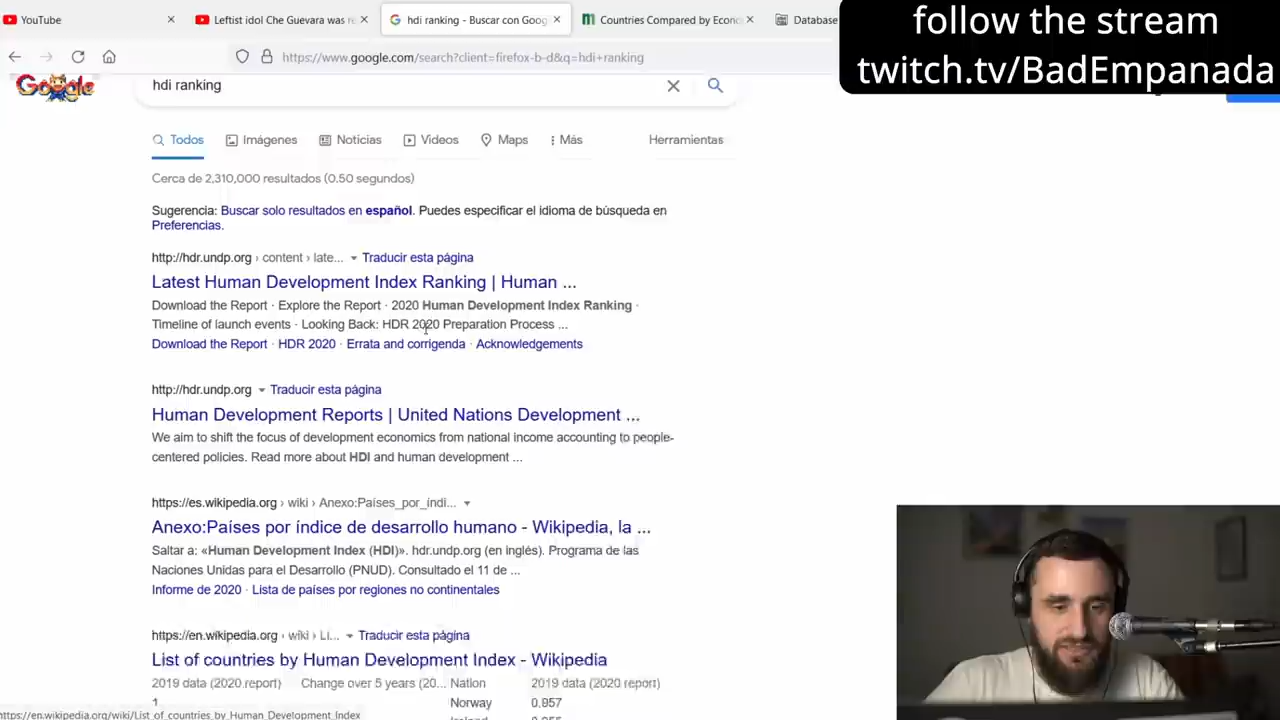 YouTube
Leftist idol Che Guevara was r
hdi ranking - Buscar con Goog
Countries Compared by Econo
Database
follow the stream
twitch.tv/BadEmpanada
https://www.google.com/search?client=firefox-b-d&q=hdi+ranking
Google
hdi ranking
Todos
Imágenes
Noticias
Videos
Maps
Más
Herramientas
Cerca de 2,310,000 resultados (0.50 segundos)
Sugerencia: Buscar solo resultados en español. Puedes especificar el idioma de búsqueda en
Preferencias.
http://hdr.undp.org › content › late... Traducir esta página
Latest Human Development Index Ranking | Human ...
Download the Report · Explore the Report · 2020 Human Development Index Ranking ·
Timeline of launch events · Looking Back: HDR 2020 Preparation Process ...
Download the Report · HDR 2020 · Errata and corrigenda · Acknowledgements
http://hdr.undp.org Traducir esta página
Human Development Reports | United Nations Development ...
We aim to shift the focus of development economics from national income accounting to people-
centered policies. Read more about HDI and human development ...
https://es.wikipedia.org › wiki › Anexo:Países_por_índi...
Anexo:Países por índice de desarrollo humano - Wikipedia, la ...
Saltar a: «Human Development Index (HDI)». hdr.undp.org (en inglés). Programa de las
Naciones Unidas para el Desarrollo (PNUD). Consultado el 11 de ...
Informe de 2020 · Lista de países por regiones no continentales
https://en.wikipedia.org › wiki › Li... Traducir esta página
List of countries by Human Development Index - Wikipedia
2019 data (2020 report) Change over 5 years (20... Nation 2019 data (2020 report)
1 Norway 0.957
https://en.wikipedia.org/wiki/List_of_countries_by_Human_Development_Index